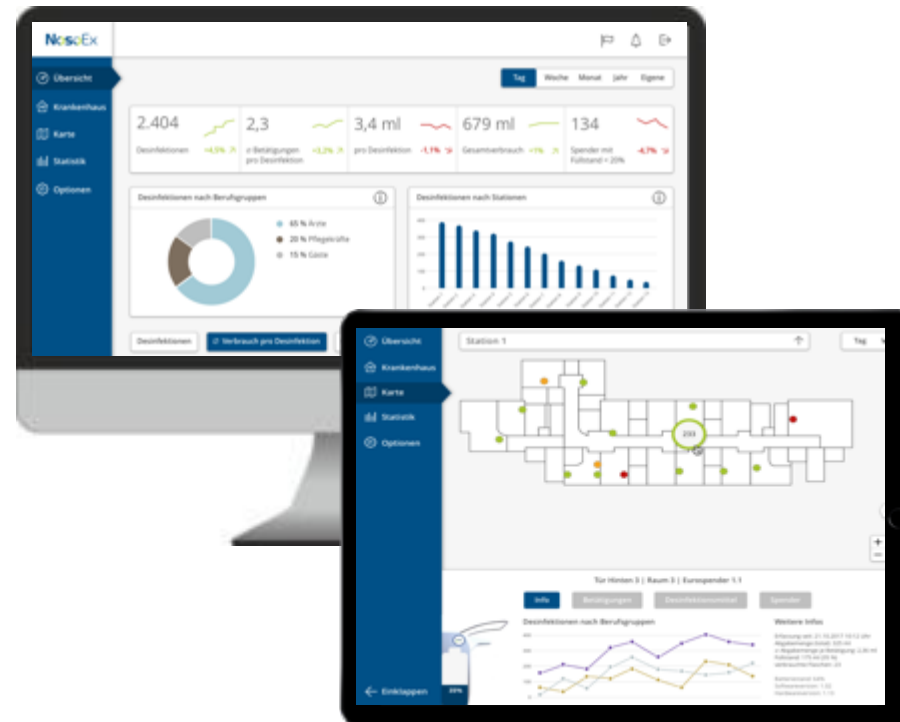 NosoEx
Übersicht
Krankenhaus
Karte
Statistik
Optionen
Tag Woche Monat Jahr Eigene
2.404
Desinfektionen +4,5%
2,3
⌀ Betätigungen
pro Desinfektion +3,2%
3,4 ml
pro Desinfektion -1,1%
679 ml
Gesamtverbrauch +1%
134
Spender mit
Füllstand < 20% -4,7%
Desinfektionen nach Berufsgruppen
65 % Ärzte
20 % Pflegekräfte
15 % Gäste
Desinfektionen nach Stationen
Desinfektionen
⌀ Verbrauch pro Desinfektion
Übersicht
Krankenhaus
Karte
Statistik
Optionen
Einklappen
Station 1
Tag
233
+
−
Tür Hinten 3 | Raum 3 | Eurospender 1.1
Info Betätigungen Desinfektionsmittel Spender
Desinfektionen nach Berufsgruppen
Weitere Infos